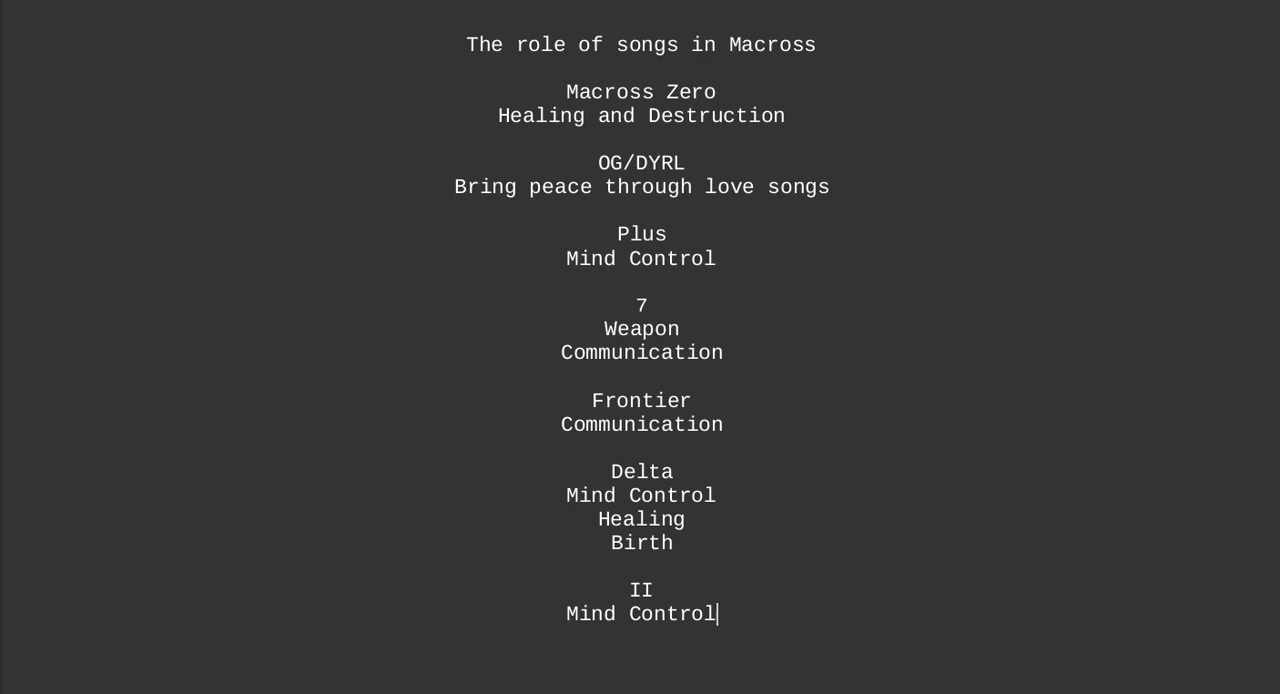 The role of songs in Macross
Macross Zero
Healing and Destruction
OG/DYRL
Bring peace through love songs
Plus
Mind Control
7
Weapon
Communication
Frontier
Communication
Delta
Mind Control
Healing
Birth
II
Mind Control